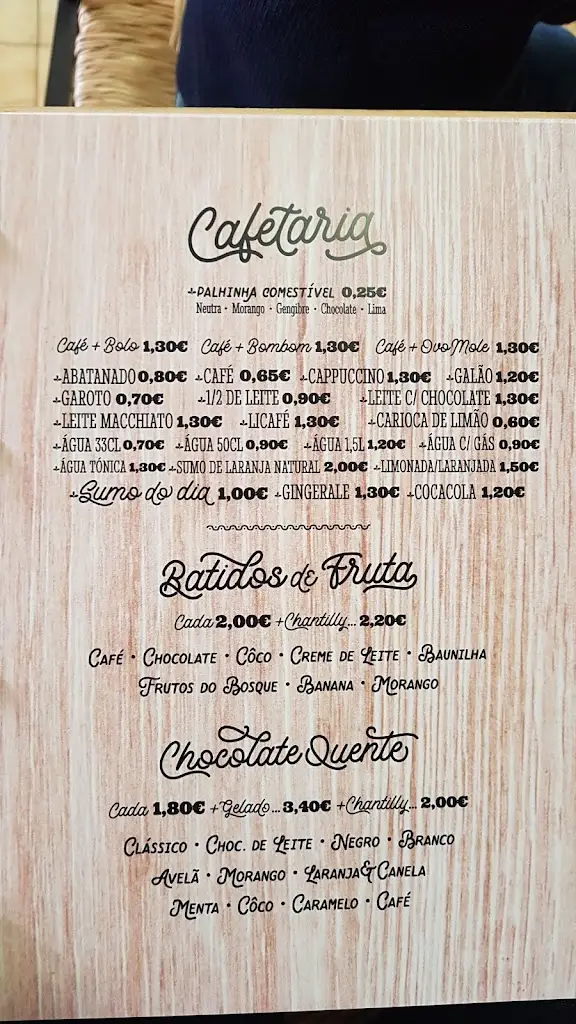 Cafetaria
PALHINHA COMESTÍVEL 0,25€
Neutra • Morango • Gengibre • Chocolate • Lima
Café + Bolo 1,30€ Café + Bombom 1,30€ Café + Ovo Mole 1,30€
ABATANADO 0,80€ CAFÉ 0,65€ CAPPUCCINO 1,30€ GALÃO 1,20€
GAROTO 0,70€ 1/2 DE LEITE 0,90€ LEITE C/ CHOCOLATE 1,30€
LEITE MACCHIATO 1,30€ LICAFÉ 1,30€ CARIOCA DE LIMÃO 0,60€
ÁGUA 33CL 0,70€ ÁGUA 50CL 0,90€ ÁGUA 1,5L 1,20€ ÁGUA C/ GÁS 0,90€
ÁGUA TÓNICA 1,30€ SUMO DE LARANJA NATURAL 2,00€ LIMONADA/LARANJADA 1,50€
Sumo do dia 1,00€ GINGERALE 1,30€ COCACOLA 1,20€
Batidos de Fruta
Cada 2,00€ + Chantilly... 2,20€
CAFÉ • CHOCOLATE • CÔCO • CREME DE LEITE • BAUNILHA
FRUTOS DO BOSQUE • BANANA • MORANGO
Chocolate Quente
Cada 1,80€ + Gelado... 3,40€ + Chantilly... 2,00€
CLÁSSICO • CHOC. DE LEITE • NEGRO • BRANCO
AVELÃ • MORANGO • LARANJA & CANELA
MENTA • CÔCO • CARAMELO • CAFÉ